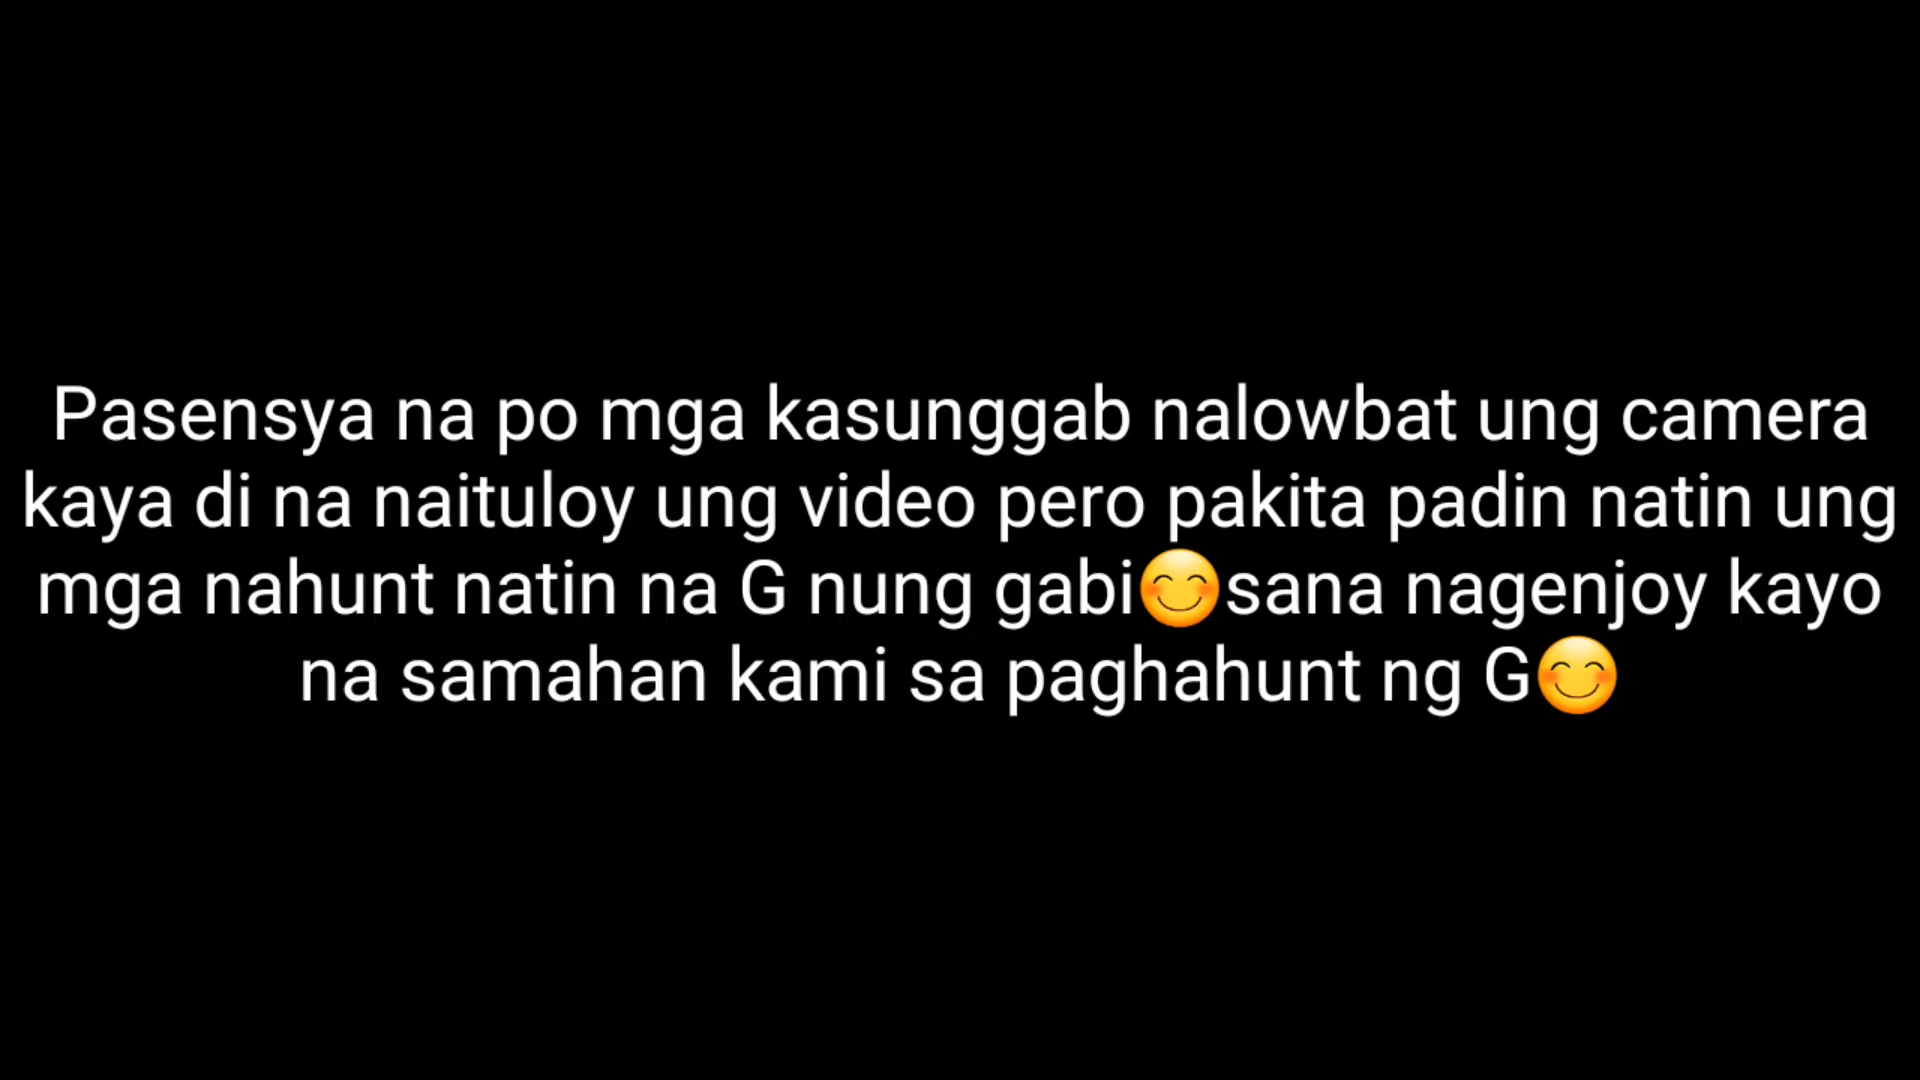 Pasensya na po mga kasunggab nalowbat ung camera
kaya di na naituloy ung video pero pakita padin natin ung
mga nahunt natin na G nung gabi😊sana nagenjoy kayo
na samahan kami sa paghahunt ng G😊